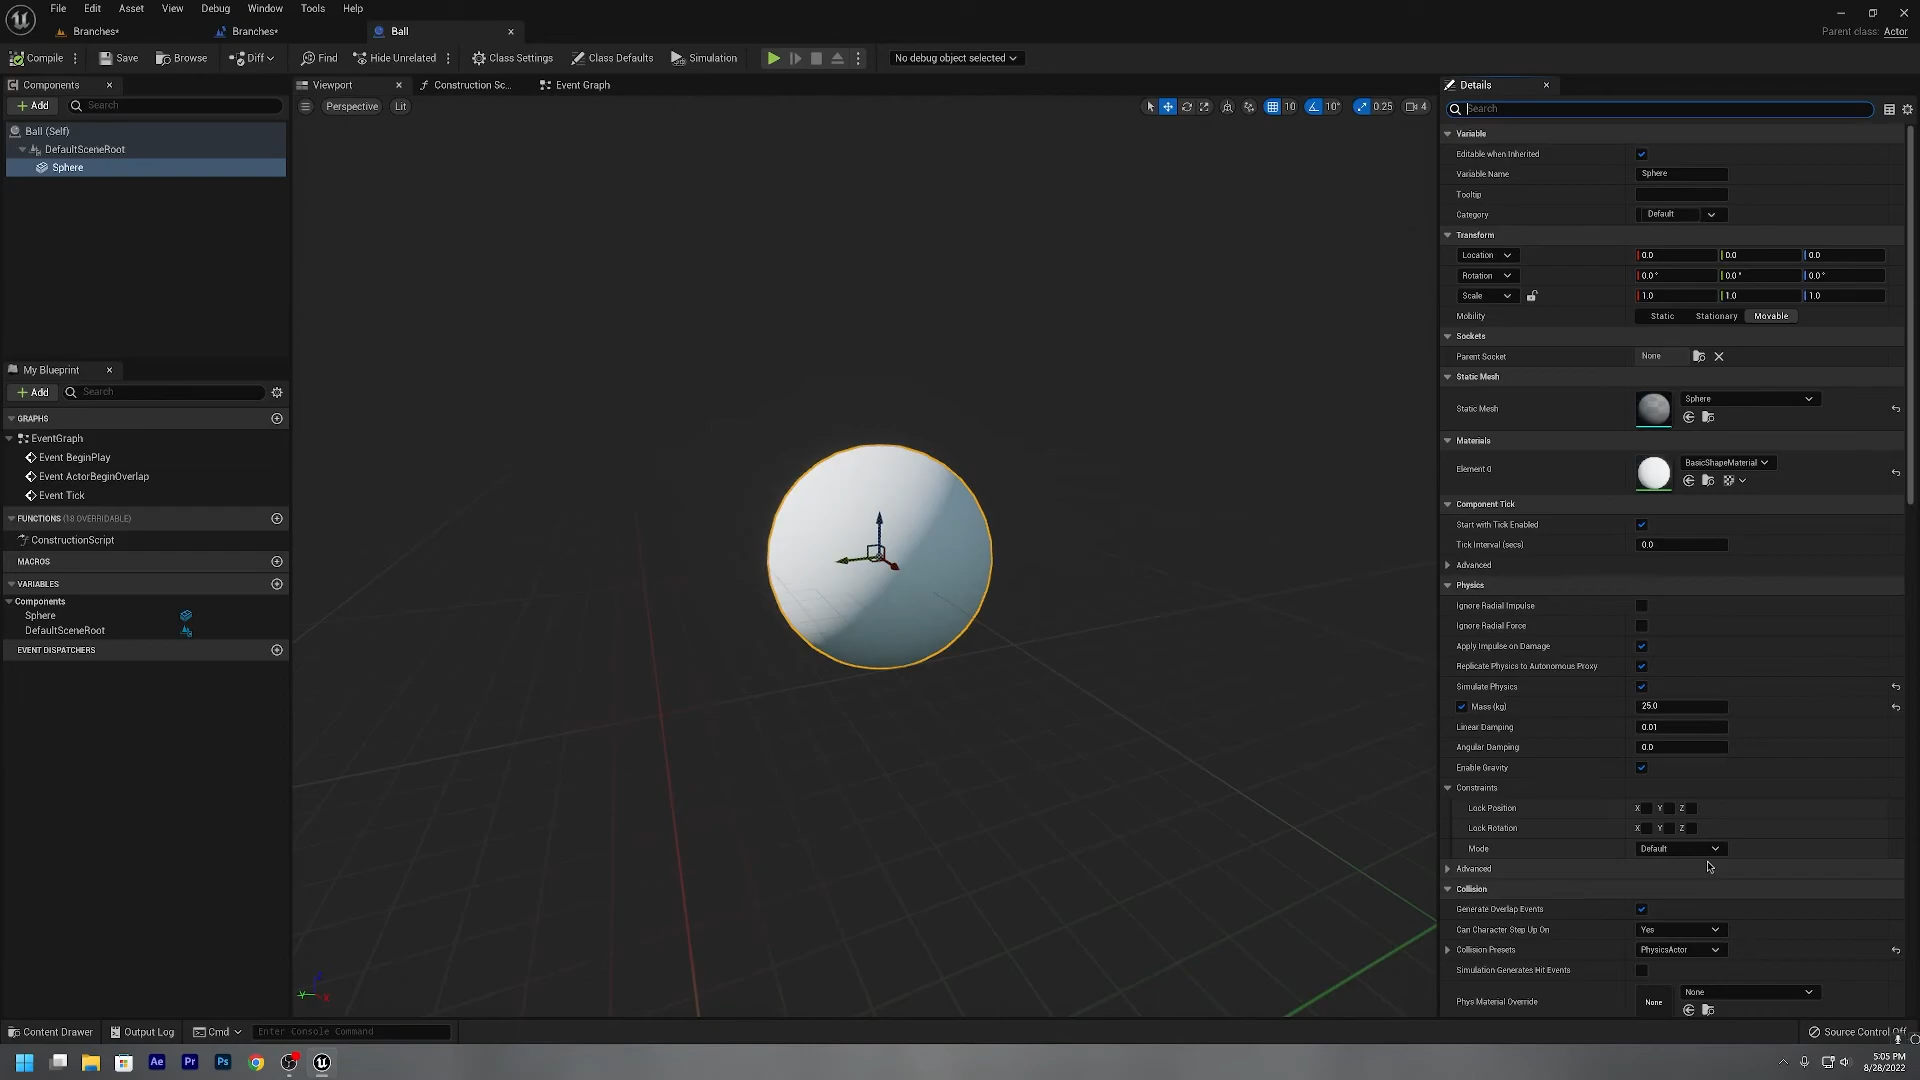 File Edit Asset View Debug Window Tools Help
Branches* Branches* Ball
Parent class: Actor
Compile Save Browse Diff Find Hide Unrelated Class Settings Class Defaults Simulation No debug object selected
Components
Add Search
Ball (Self)
DefaultSceneRoot
Sphere
My Blueprint
Add Search
GRAPHS
EventGraph
Event BeginPlay
Event ActorBeginOverlap
Event Tick
FUNCTIONS (18 OVERRIDABLE)
ConstructionScript
MACROS
VARIABLES
Components
Sphere
DefaultSceneRoot
EVENT DISPATCHERS
Viewport Construction Sc... Event Graph
Perspective Lit
10 10° 0.25 4
Y X
Details
Search
Variable
Editable when Inherited
Variable Name Sphere
Tooltip
Category Default
Transform
Location 0.0 0.0 0.0
Rotation 0.0° 0.0° 0.0°
Scale 1.0 1.0 1.0
Mobility Static Stationary Movable
Sockets
Parent Socket None
Static Mesh
Static Mesh Sphere
Materials
Element 0 BasicShapeMaterial
Component Tick
Start with Tick Enabled
Tick Interval (secs) 0.0
Advanced
Physics
Ignore Radial Impulse
Ignore Radial Force
Apply Impulse on Damage
Replicate Physics to Autonomous Proxy
Simulate Physics
Mass (kg) 25.0
Linear Damping 0.01
Angular Damping 0.0
Enable Gravity
Constraints
Lock Position X Y Z
Lock Rotation X Y Z
Mode Default
Advanced
Collision
Generate Overlap Events
Can Character Step Up On Yes
Collision Presets PhysicsActor
Simulation Generates Hit Events
Phys Material Override None None
Content Drawer Output Log Cmd Enter Console Command Source Control Off
Ae Pr Ps
5:05 PM
8/28/2022